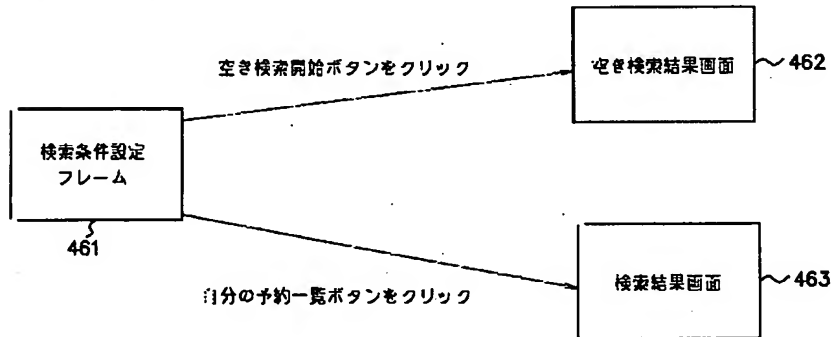 空き検索開始ボタンをクリック
空き検索結果画面
462
検索条件設定
フレーム
461
自分の予約一覧ボタンをクリック
検索結果画面
463